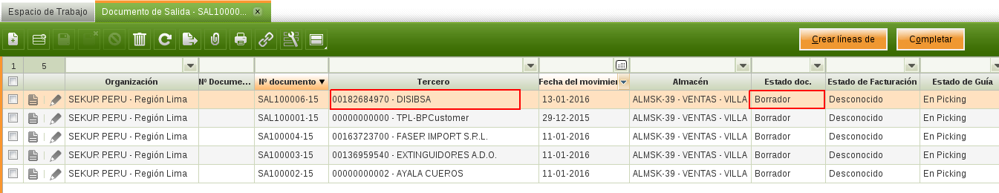 Espacio de Trabajo Documento de Salida - SAL10000...
Crear líneas de Completar
1 5
Organización Nº Docume... Nº documento Tercero Fecha del movimien Almacén Estado doc. Estado de Facturación Estado de Guía
SEKUR PERU - Región Lima SAL100006-15 00182684970 - DISIBSA 13-01-2016 ALMSK-39 - VENTAS - VILLA Borrador Desconocido En Picking
SEKUR PERU - Región Lima SAL100001-15 00000000000 - TPL-BPCustomer 29-12-2015 ALMSK-39 - VENTAS - VILLA Borrador Desconocido En Picking
SEKUR PERU - Región Lima SA100004-15 00163723700 - FASER IMPORT S.R.L. 11-01-2016 ALMSK-39 - VENTAS - VILLA Borrador Desconocido En Picking
SEKUR PERU - Región Lima SA100003-15 00136959540 - EXTINGUIDORES A.D.O. 11-01-2016 ALMSK-39 - VENTAS - VILLA Borrador Desconocido En Picking
SEKUR PERU - Región Lima SA100002-15 00000000002 - AYALA CUEROS 11-01-2016 ALMSK-39 - VENTAS - VILLA Borrador Desconocido En Picking